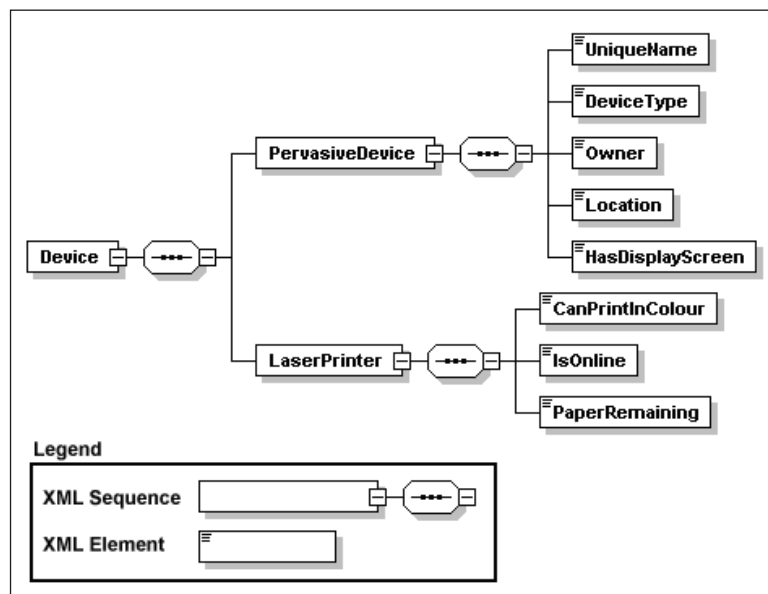 UniqueName
DeviceType
PervasiveDevice
Owner
Location
Device
HasDisplayScreen
CanPrintInColour
LaserPrinter
IsOnline
PaperRemaining
Legend
XML Sequence
XML Element